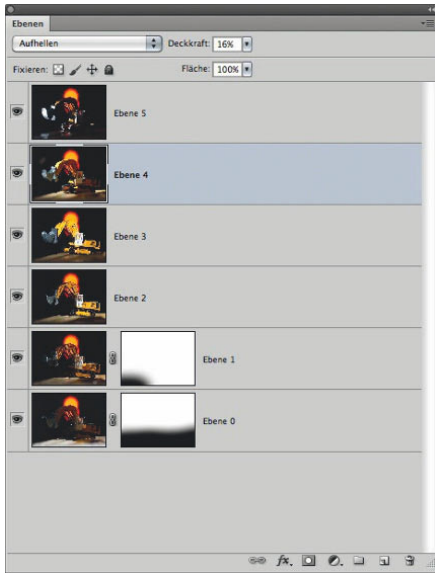 Ebenen
Aufhellen Deckkraft: 16%
Fixieren: Fläche: 100%
Ebene 5
Ebene 4
Ebene 3
Ebene 2
Ebene 1
Ebene 0
fx.